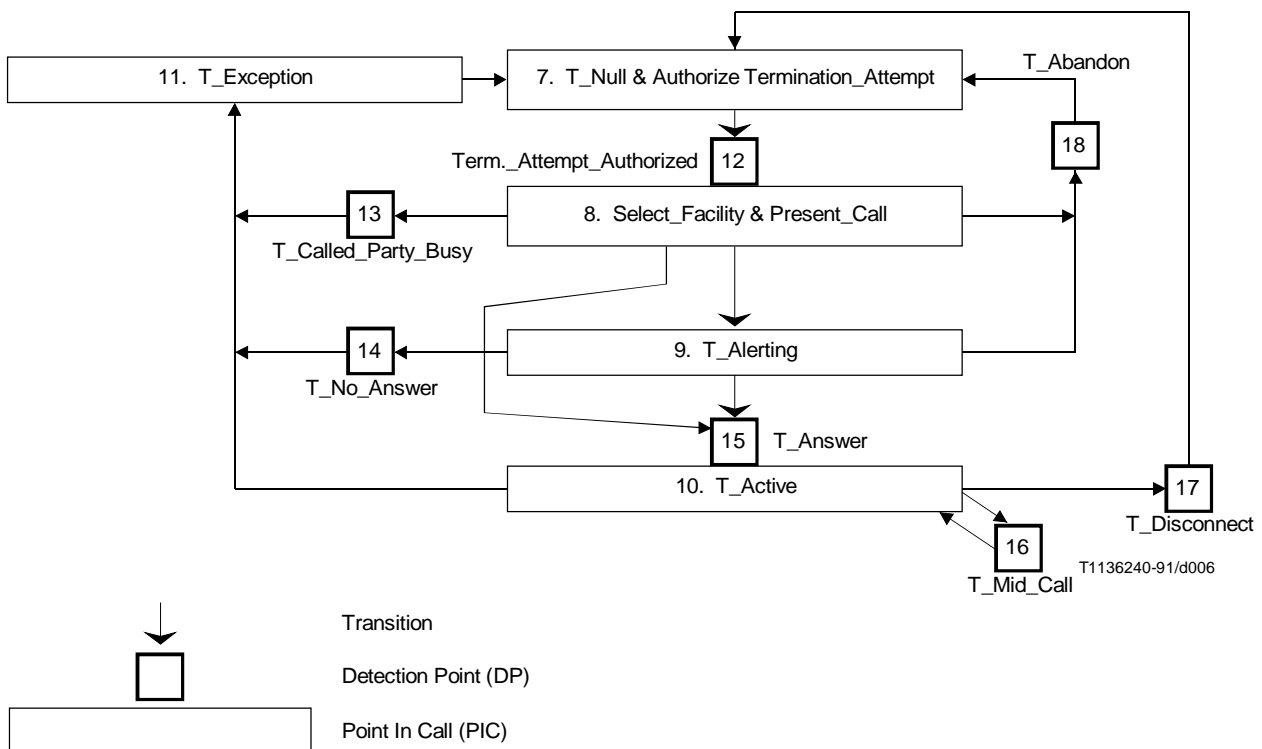 11. T_Exception
7. T_Null & Authorize Termination_Attempt
T_Abandon
18
Term._Attempt_Authorized
12
13
8. Select_Facility & Present_Call
T_Called_Party_Busy
14
9. T_Alerting
T_No_Answer
15
T_Answer
10. T_Active
17
T_Disconnect
16
T_Mid_Call
T1136240-91/d006
Transition
Detection Point (DP)
Point In Call (PIC)